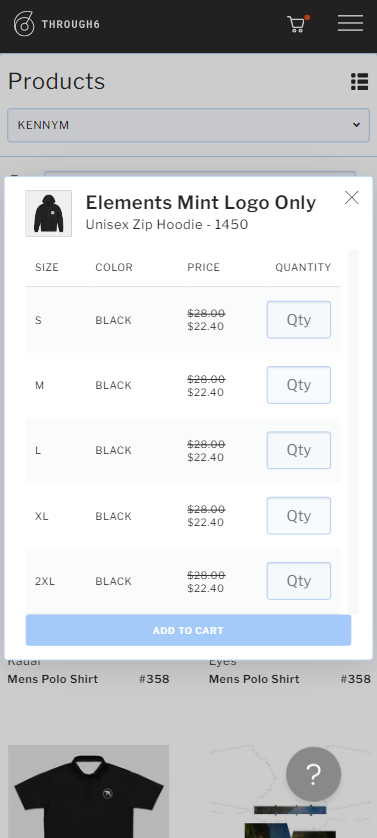 THROUGH6
Products
KENNYM
Elements Mint Logo Only
Unisex Zip Hoodie - 1450
SIZE COLOR PRICE QUANTITY
S BLACK $28.00 Qty
$22.40
M BLACK $28.00 Qty
$22.40
L BLACK $28.00 Qty
$22.40
XL BLACK $28.00 Qty
$22.40
2XL BLACK $28.00 Qty
$22.40
ADD TO CART
Radar Eyes
Mens Polo Shirt #358 Mens Polo Shirt #358
?